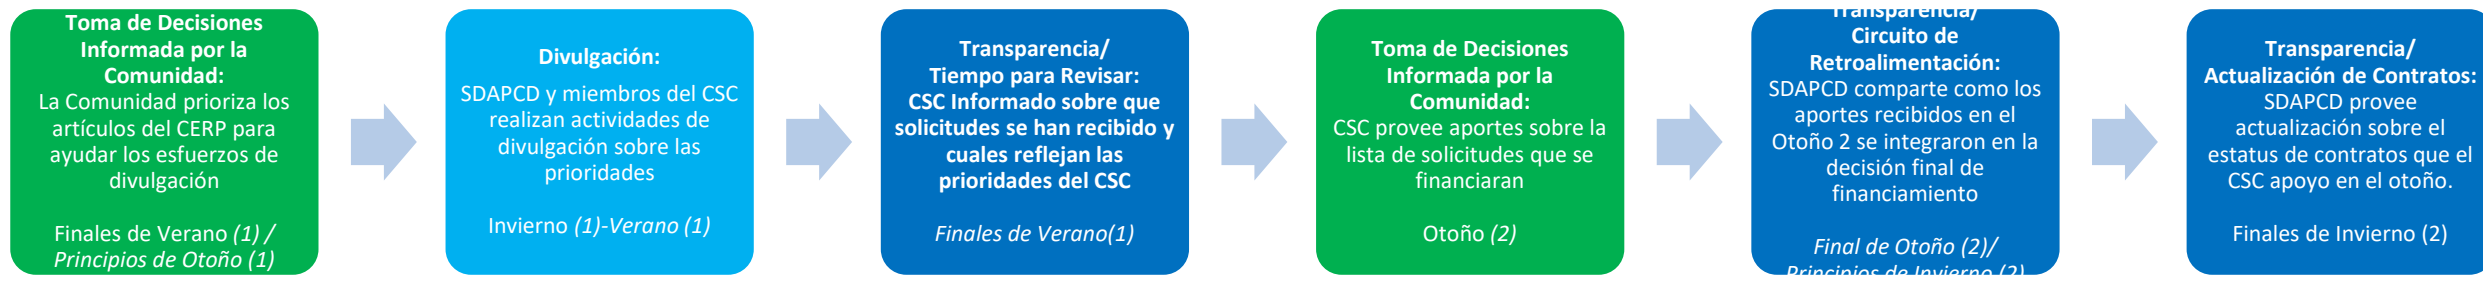 Toma de Decisiones
Informada por la
Comunidad:
La Comunidad prioriza los
artículos del CERP para
ayudar los esfuerzos de
divulgación
Finales de Verano (1) /
Principios de Otoño (1)
Divulgación:
SDAPCD y miembros del CSC
realizan actividades de
divulgación sobre las
prioridades
Invierno (1)-Verano (1)
Transparencia/
Tiempo para Revisar:
CSC Informado sobre que
solicitudes se han recibido y
cuales reflejan las
prioridades del CSC
Finales de Verano(1)
Toma de Decisiones
Informada por la
Comunidad:
CSC provee aportes sobre la
lista de solicitudes que se
financiaran
Otoño (2)
Transparencia/
Circuito de
Retroalimentación:
SDAPCD comparte como los
aportes recibidos en el
Otoño 2 se integraron en la
decisión final de
financiamiento
Final de Otoño (2)/
Principios de Invierno (2)
Transparencia/
Actualización de Contratos:
SDAPCD provee
actualización sobre el
estatus de contratos que el
CSC apoyo en el otoño.
Finales de Invierno (2)